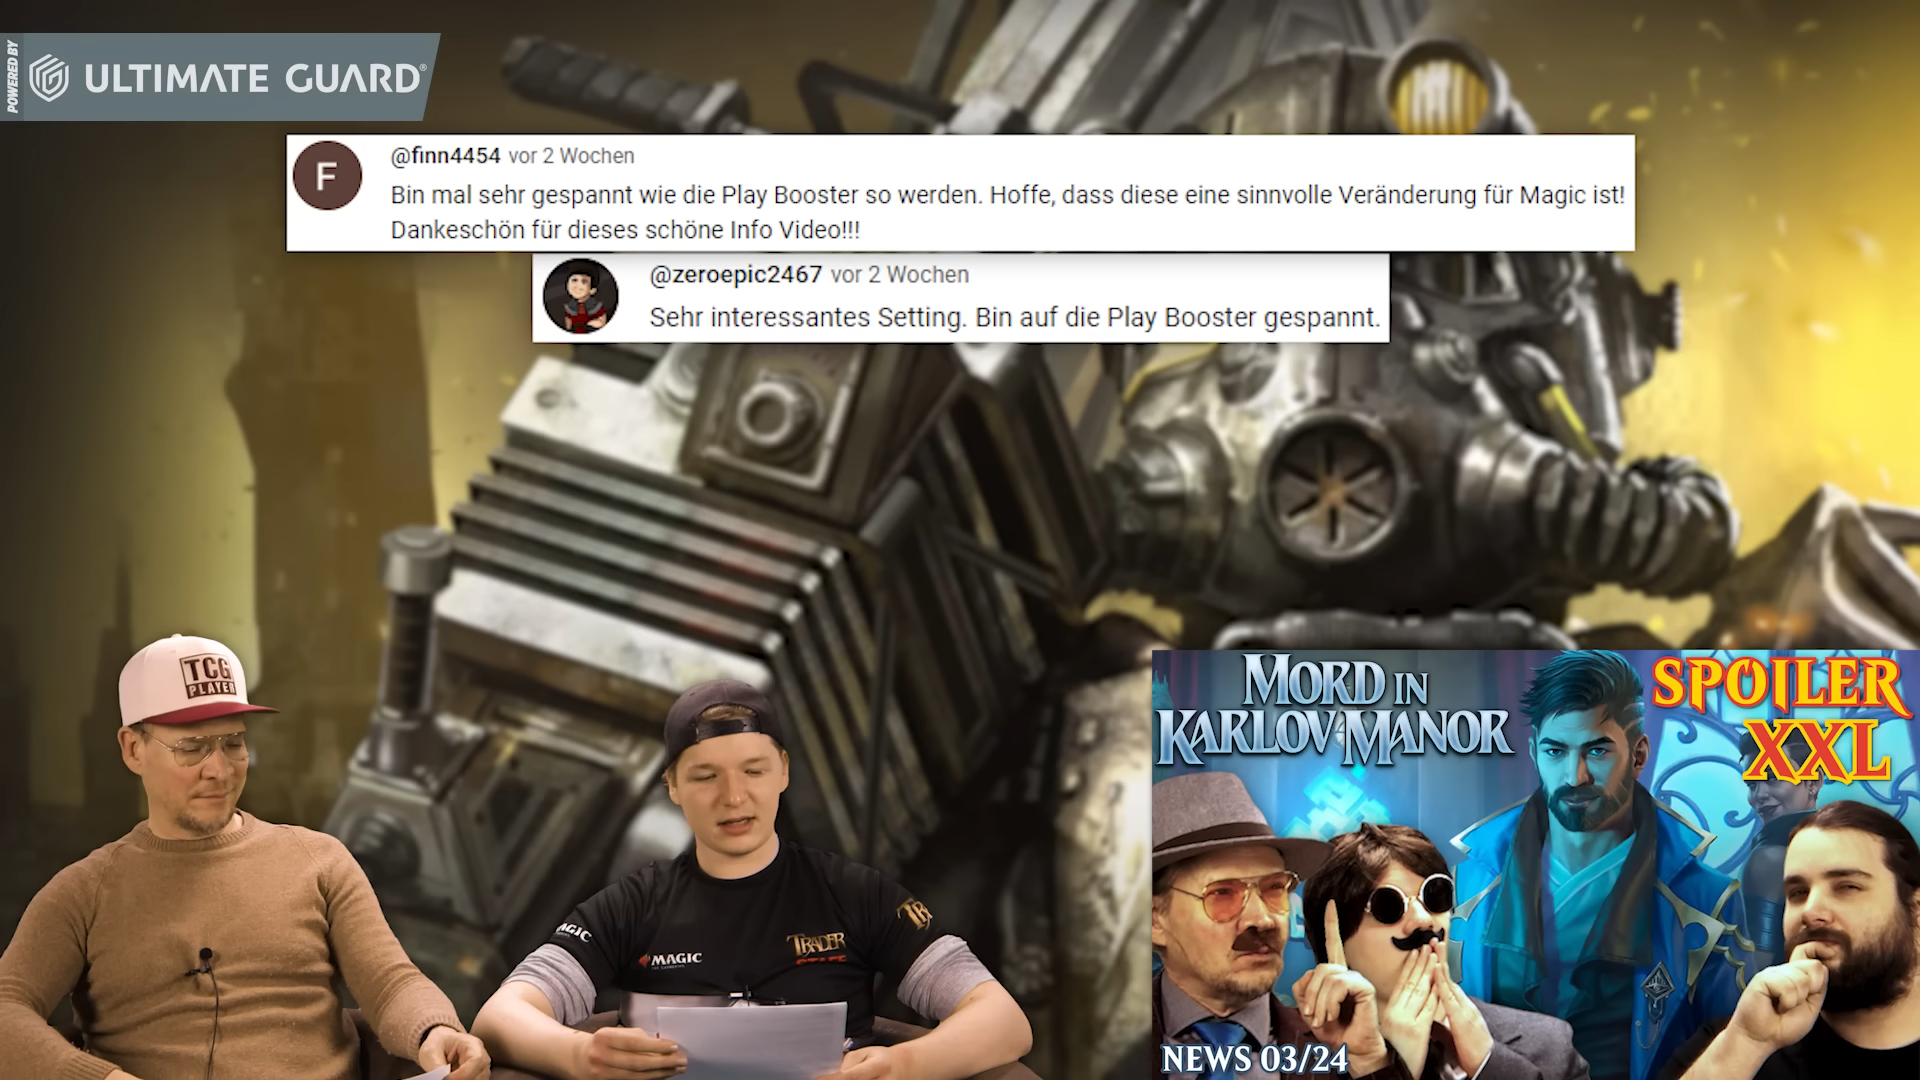 POWERED BY
ULTIMATE GUARD®
F
@finn4454 vor 2 Wochen
Bin mal sehr gespannt wie die Play Booster so werden. Hoffe, dass diese eine sinnvolle Veränderung für Magic ist!
Dankeschön für dieses schöne Info Video!!!
@zeroepic2467 vor 2 Wochen
Sehr interessantes Setting. Bin auf die Play Booster gespannt.
TCG
PLAYER
MAGIC
TRADER
STAFF
MORD IN
KARLOV MANOR
SPOILER
XXL
NEWS 03/24